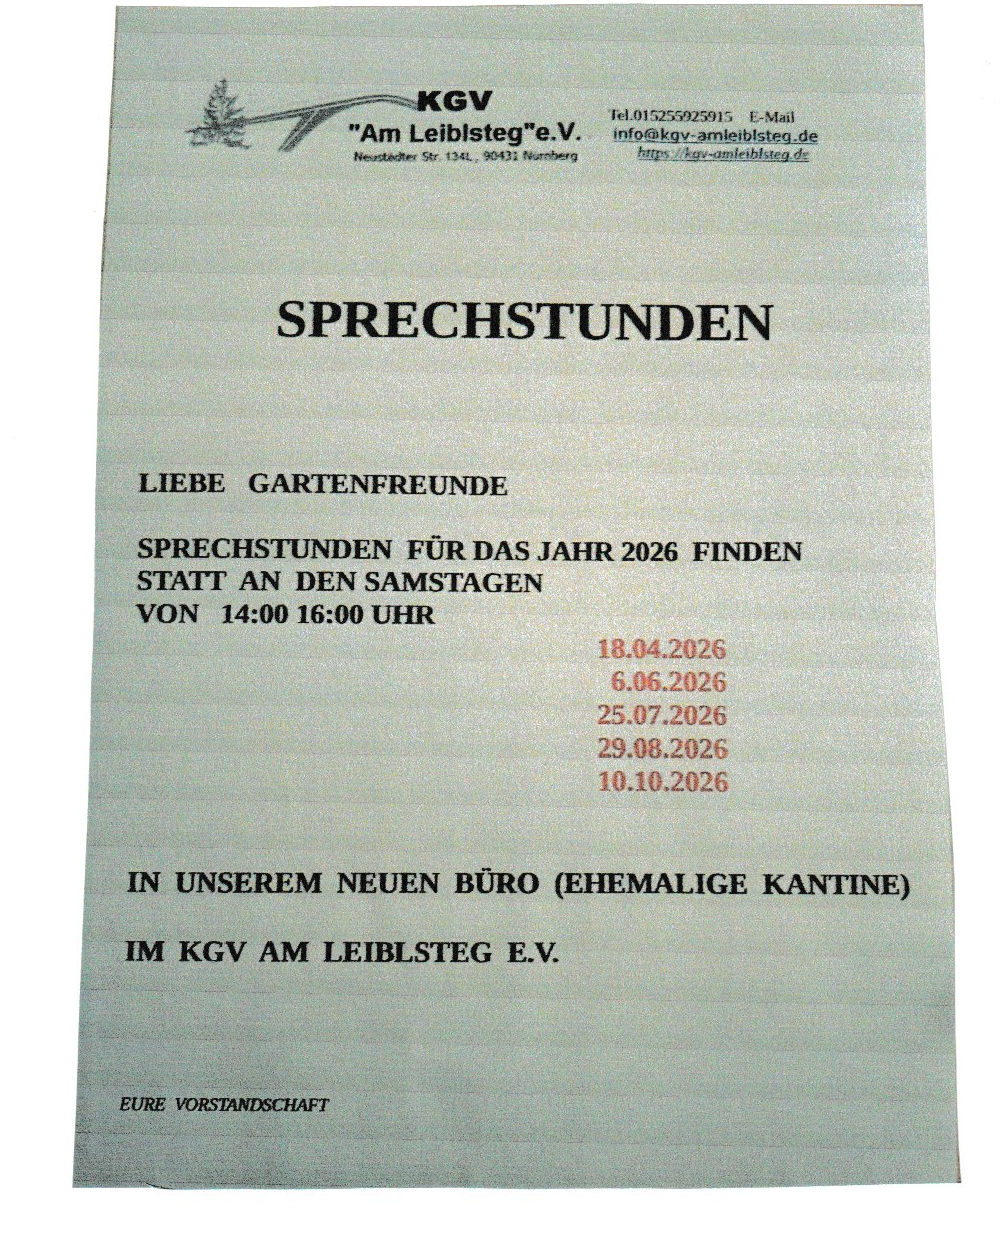 KGV
"Am Leiblsteg"e.V.
Neustädter Str. 134L , 90431 Nürnberg
Tel.015255925915 E-Mail
info@kgv-amleiblsteg.de
https://kgv-amleiblsteg.de
SPRECHSTUNDEN
LIEBE GARTENFREUNDE
SPRECHSTUNDEN FÜR DAS JAHR 2026 FINDEN
STATT AN DEN SAMSTAGEN
VON 14:00 16:00 UHR
18.04.2026
6.06.2026
25.07.2026
29.08.2026
10.10.2026
IN UNSEREM NEUEN BÜRO (EHEMALIGE KANTINE)
IM KGV AM LEIBLSTEG E.V.
EURE VORSTANDSCHAFT